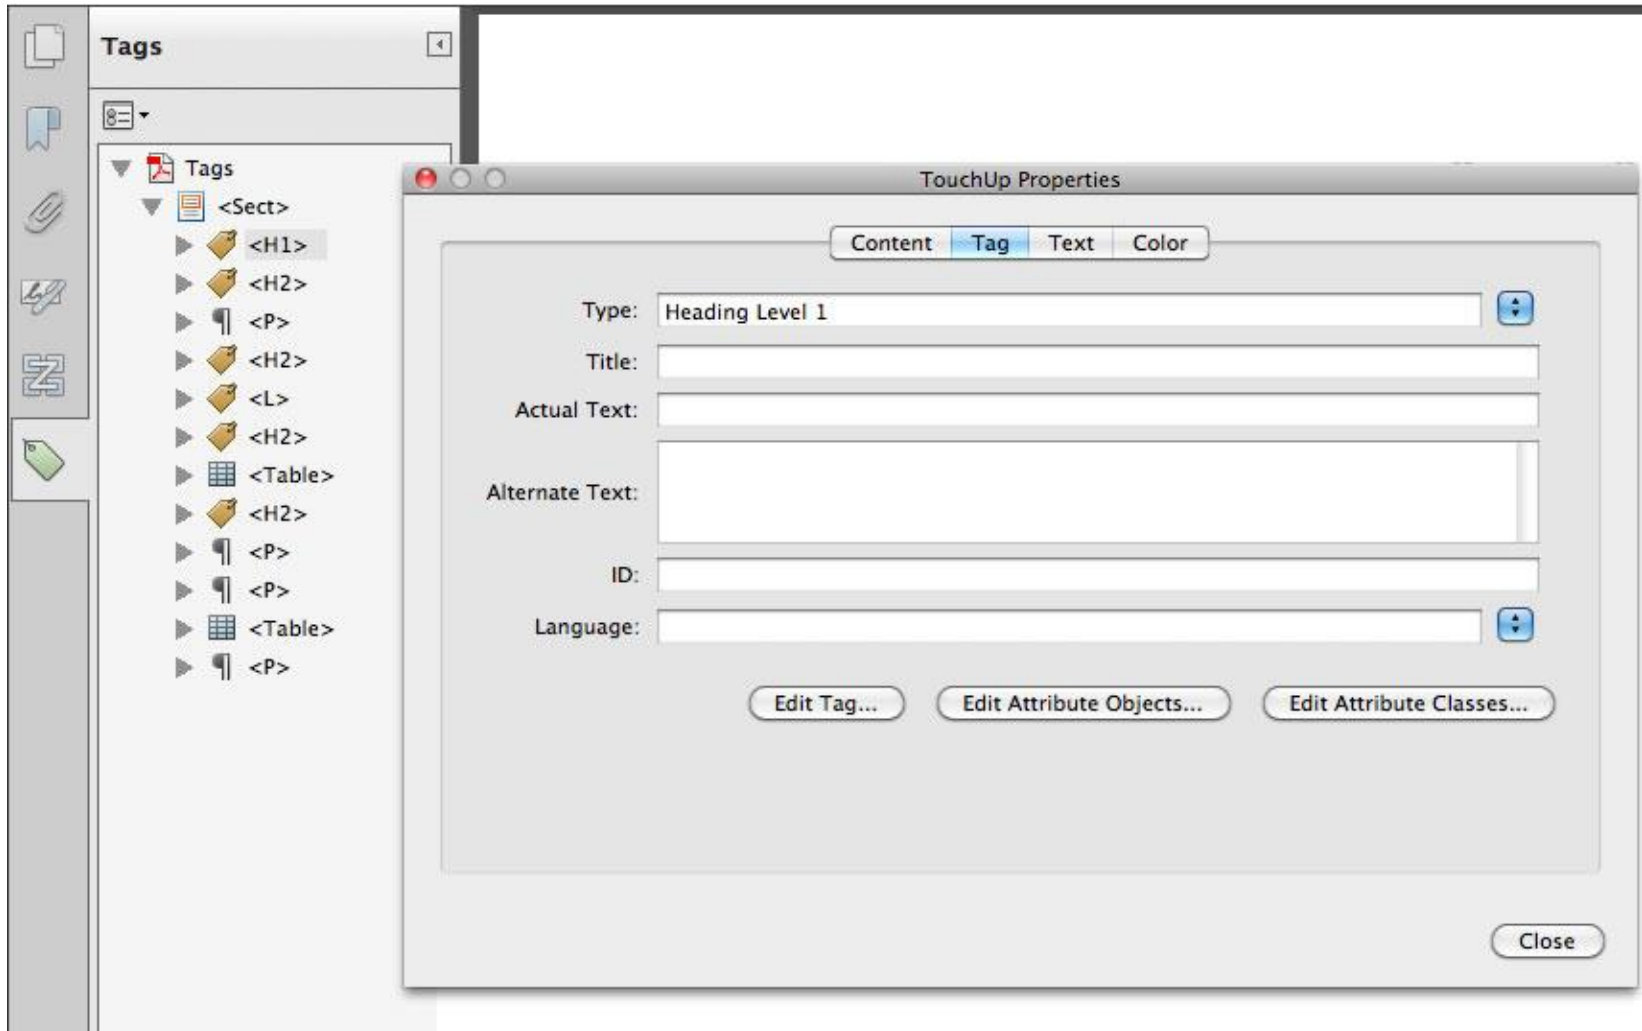 Tags
Tags
<Sect>
<H1>
<H2>
<P>
<H2>
<L>
<H2>
<Table>
<H2>
<P>
<P>
<Table>
<P>
TouchUp Properties
Content Tag Text Color
Type: Heading Level 1
Title:
Actual Text:
Alternate Text:
ID:
Language:
Edit Tag... Edit Attribute Objects... Edit Attribute Classes...
Close